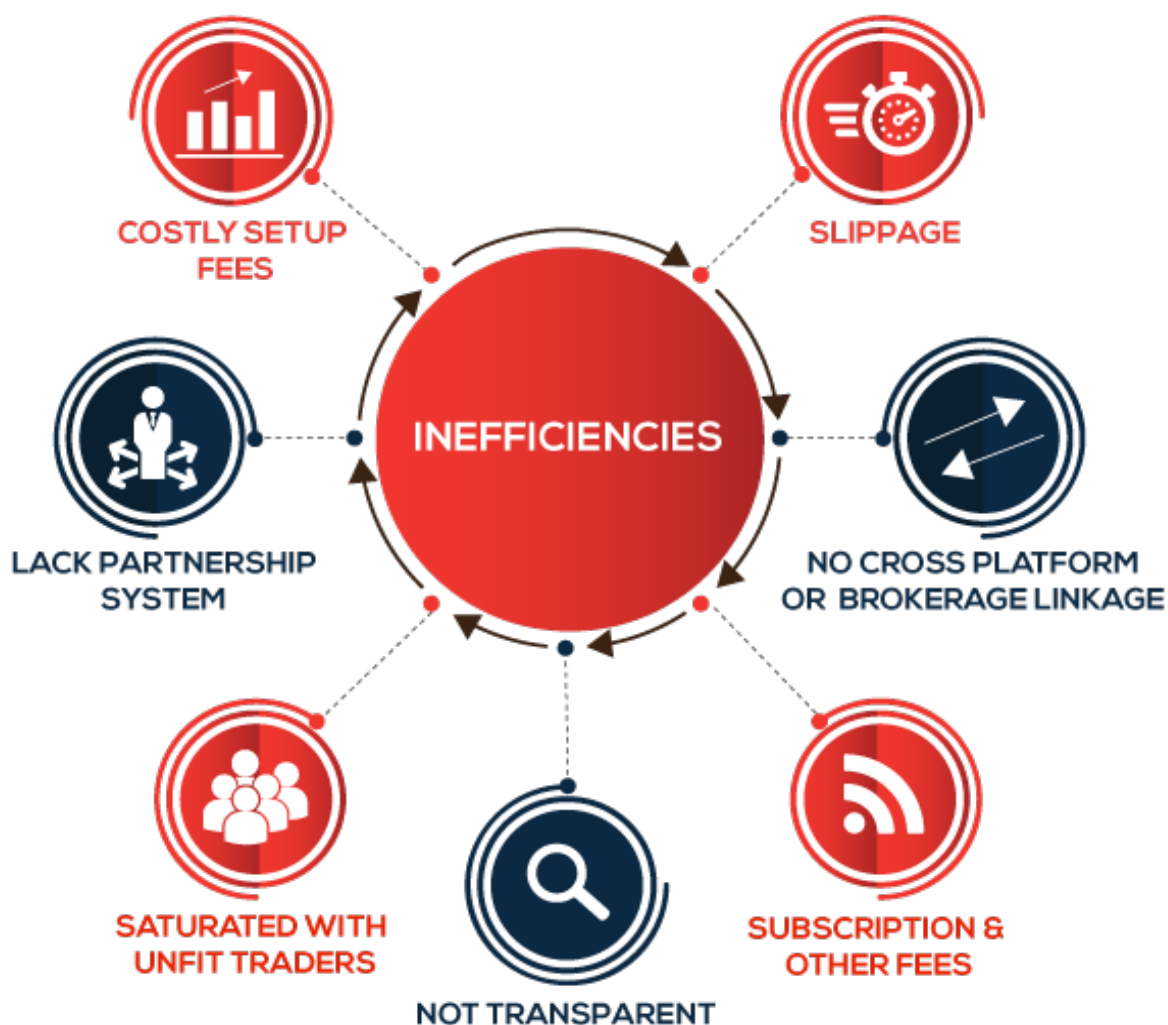 COSTLY SETUP
FEES
SLIPPAGE
INEFFICIENCIES
LACK PARTNERSHIP
SYSTEM
NO CROSS PLATFORM
OR BROKERAGE LINKAGE
SATURATED WITH
UNFIT TRADERS
SUBSCRIPTION &
OTHER FEES
NOT TRANSPARENT